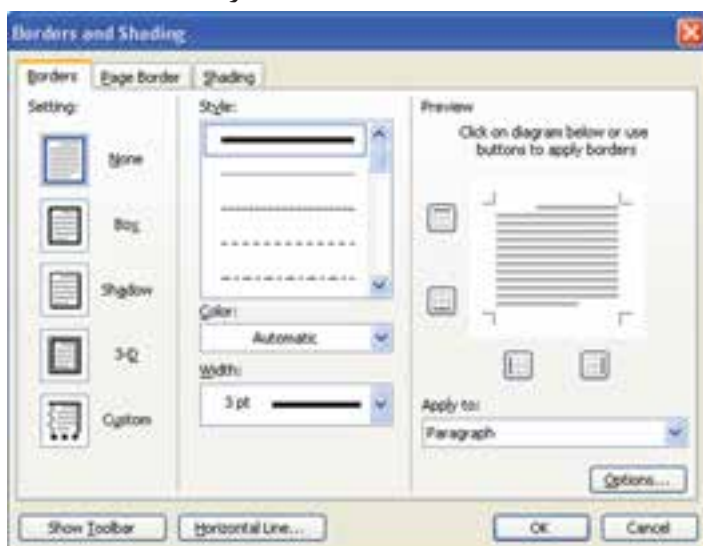 Borders and Shading
Borders
Page Border
Shading
Setting:
None
Box
Shadow
3-D
Custom
Style:
Color:
Automatic
Width:
3 pt
Preview
Click on diagram below or use
buttons to apply borders
Apply to:
Paragraph
Options...
Show Toolbar
Horizontal Line...
OK
Cancel